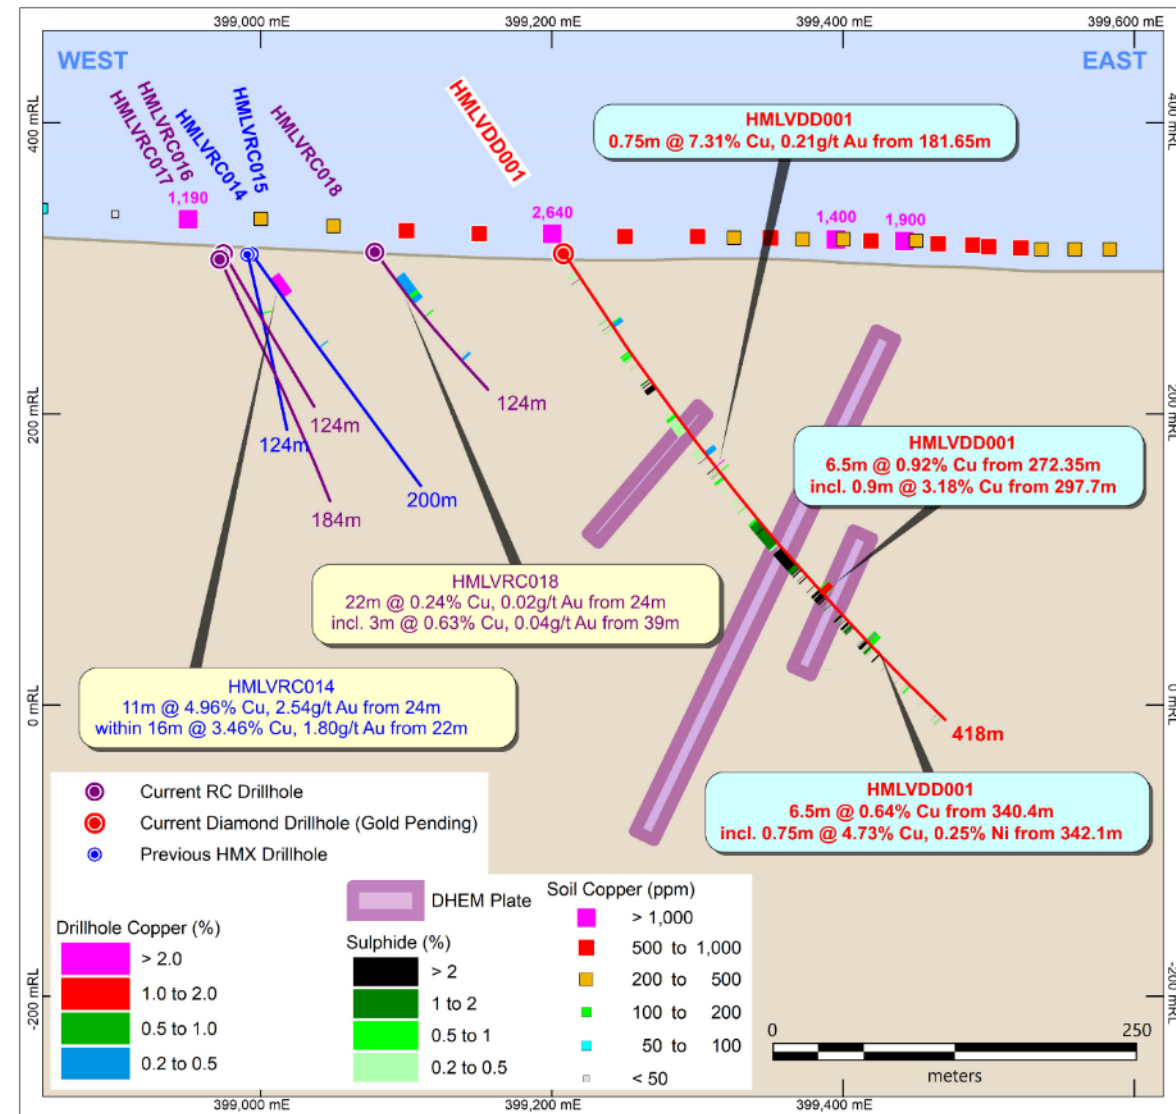 399,000 mE
399,200 mE
399,400 mE
399,600 mE
WEST
EAST
400 mRL
400 mRL
HMLVRC017
HMLVRC016
HMLVRC014
HMLVRC015
HMLVRC018
HMLVDD001
HMLVDD001
0.75m @ 7.31% Cu, 0.21g/t Au from 181.65m
1,190
2,640
1,400
1,900
200 mRL
200 mRL
124m
124m
124m
184m
200m
HMLVDD001
6.5m @ 0.92% Cu from 272.35m
incl. 0.9m @ 3.18% Cu from 297.7m
HMLVRC018
22m @ 0.24% Cu, 0.02g/t Au from 24m
incl. 3m @ 0.63% Cu, 0.04g/t Au from 39m
HMLVRC014
11m @ 4.96% Cu, 2.54g/t Au from 24m
within 16m @ 3.46% Cu, 1.80g/t Au from 22m
0 mRL
0 mRL
418m
HMLVDD001
6.5m @ 0.64% Cu from 340.4m
incl. 0.75m @ 4.73% Cu, 0.25% Ni from 342.1m
Current RC Drillhole
Current Diamond Drillhole (Gold Pending)
Previous HMX Drillhole
Drillhole Copper (%)
> 2.0
1.0 to 2.0
0.5 to 1.0
0.2 to 0.5
DHEM Plate
Sulphide (%)
> 2
1 to 2
0.5 to 1
0.2 to 0.5
Soil Copper (ppm)
> 1,000
500 to 1,000
200 to 500
100 to 200
50 to 100
< 50
-200 mRL
-200 mRL
0
250
meters
399,000 mE
399,200 mE
399,400 mE